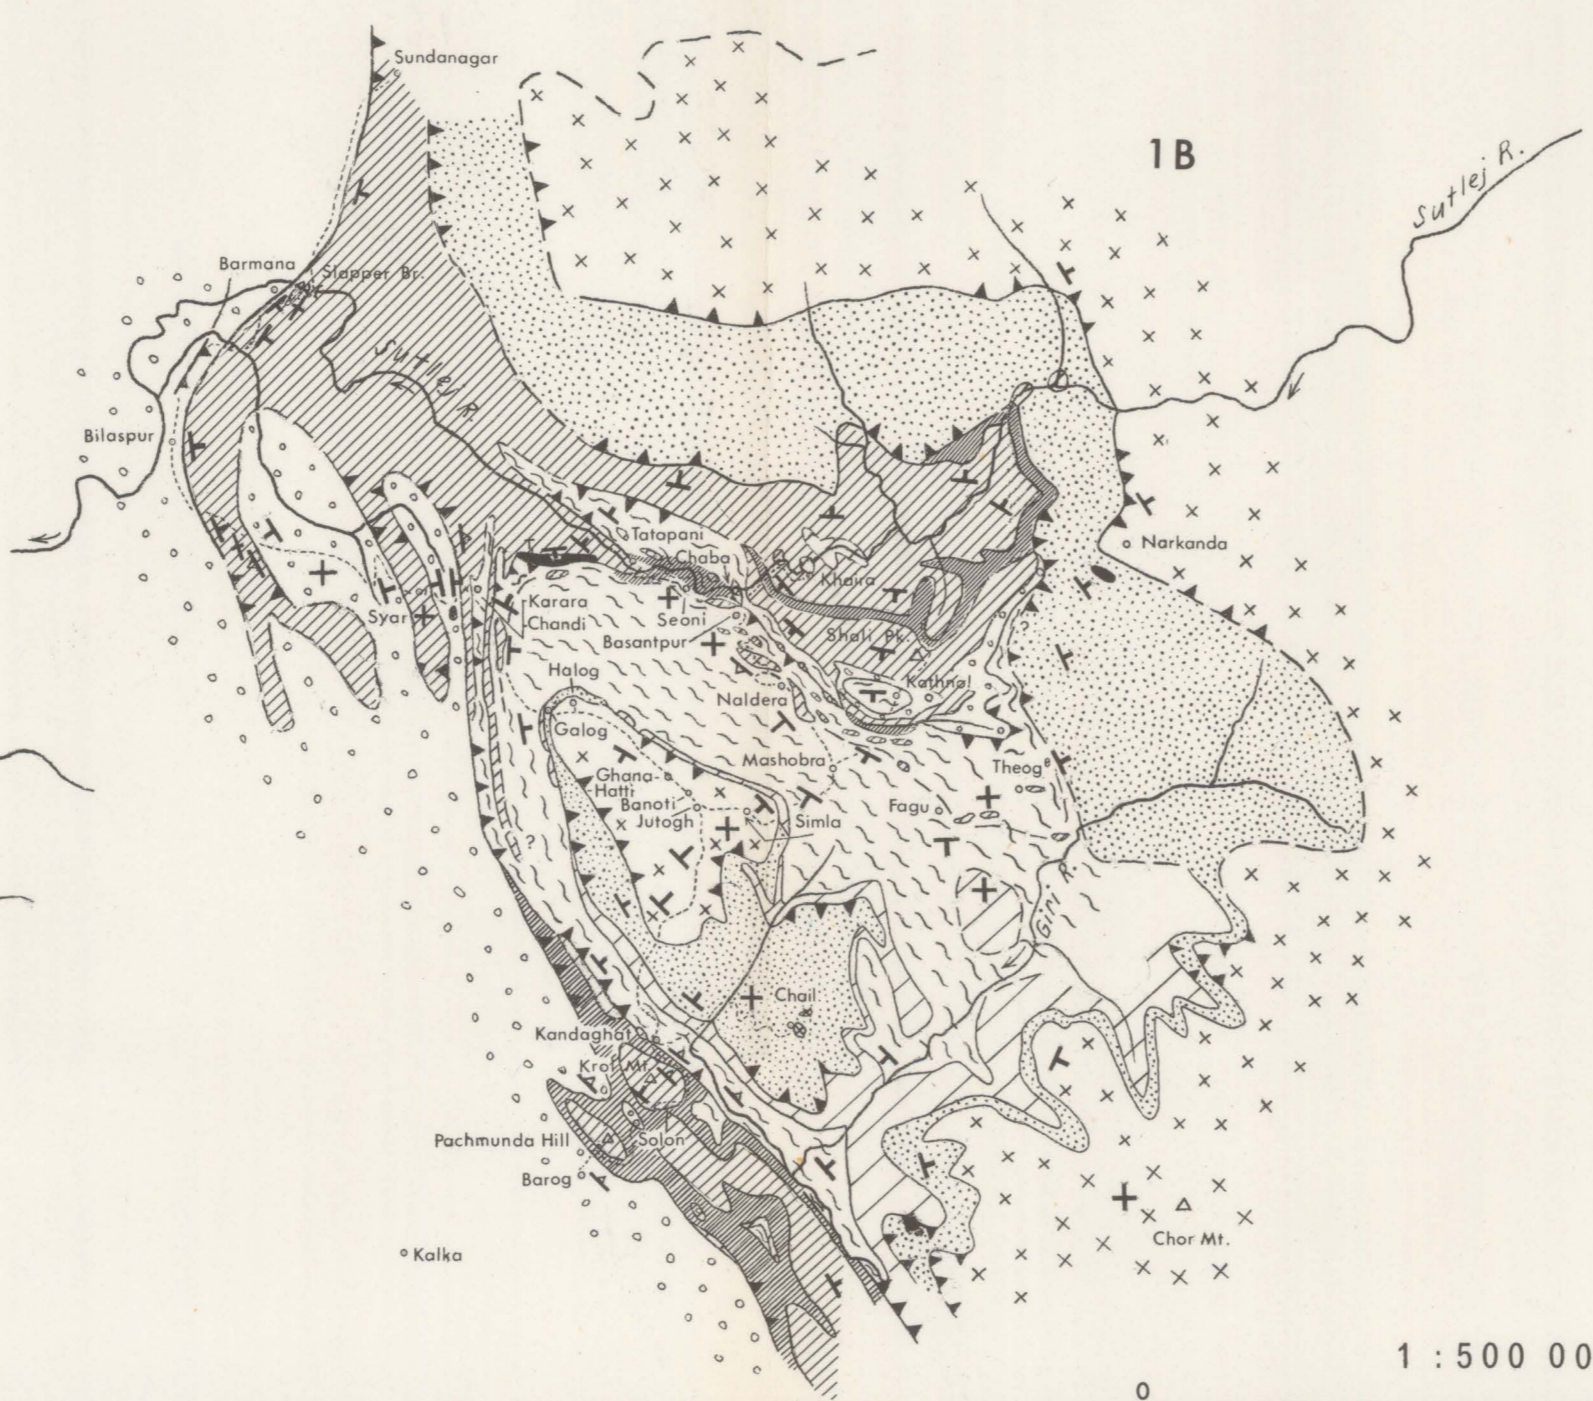 Sundanagar
1B
Sutlej R.
Barmana
Slapper Br.
Sutlej R.
Bilaspur
Narkanda
Tatapani
Chaba
Khaira
Karara
Chandi
Syar
Seoni
Basantpur
Shali Pk.
?
Halog
Kathnol
Naldera
Galog
Mashobra
Theog
Ghana-
Hatti
Banoti
Jutogh
Simla
Fagu
?
Giri R.
Chail
Kandaghat
Krol Mt.
Pachmunda Hill
Solon
Barog
Chor Mt.
Kalka
1 : 500 00
0